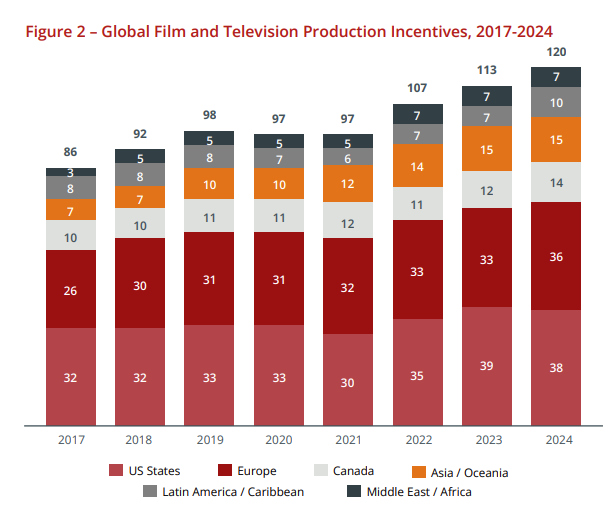 Figure 2 – Global Film and Television Production Incentives, 2017-2024
86 92 98 97 97 107 113 120
3 5 5 5 5 7 7 7
8 8 8 7 6 7 7 10
7 7 10 10 12 14 15 15
10 10 11 11 12 11 12 14
26 30 31 31 32 33 33 36
32 32 33 33 30 35 39 38
2017 2018 2019 2020 2021 2022 2023 2024
US States Europe Canada Asia / Oceania
Latin America / Caribbean Middle East / Africa